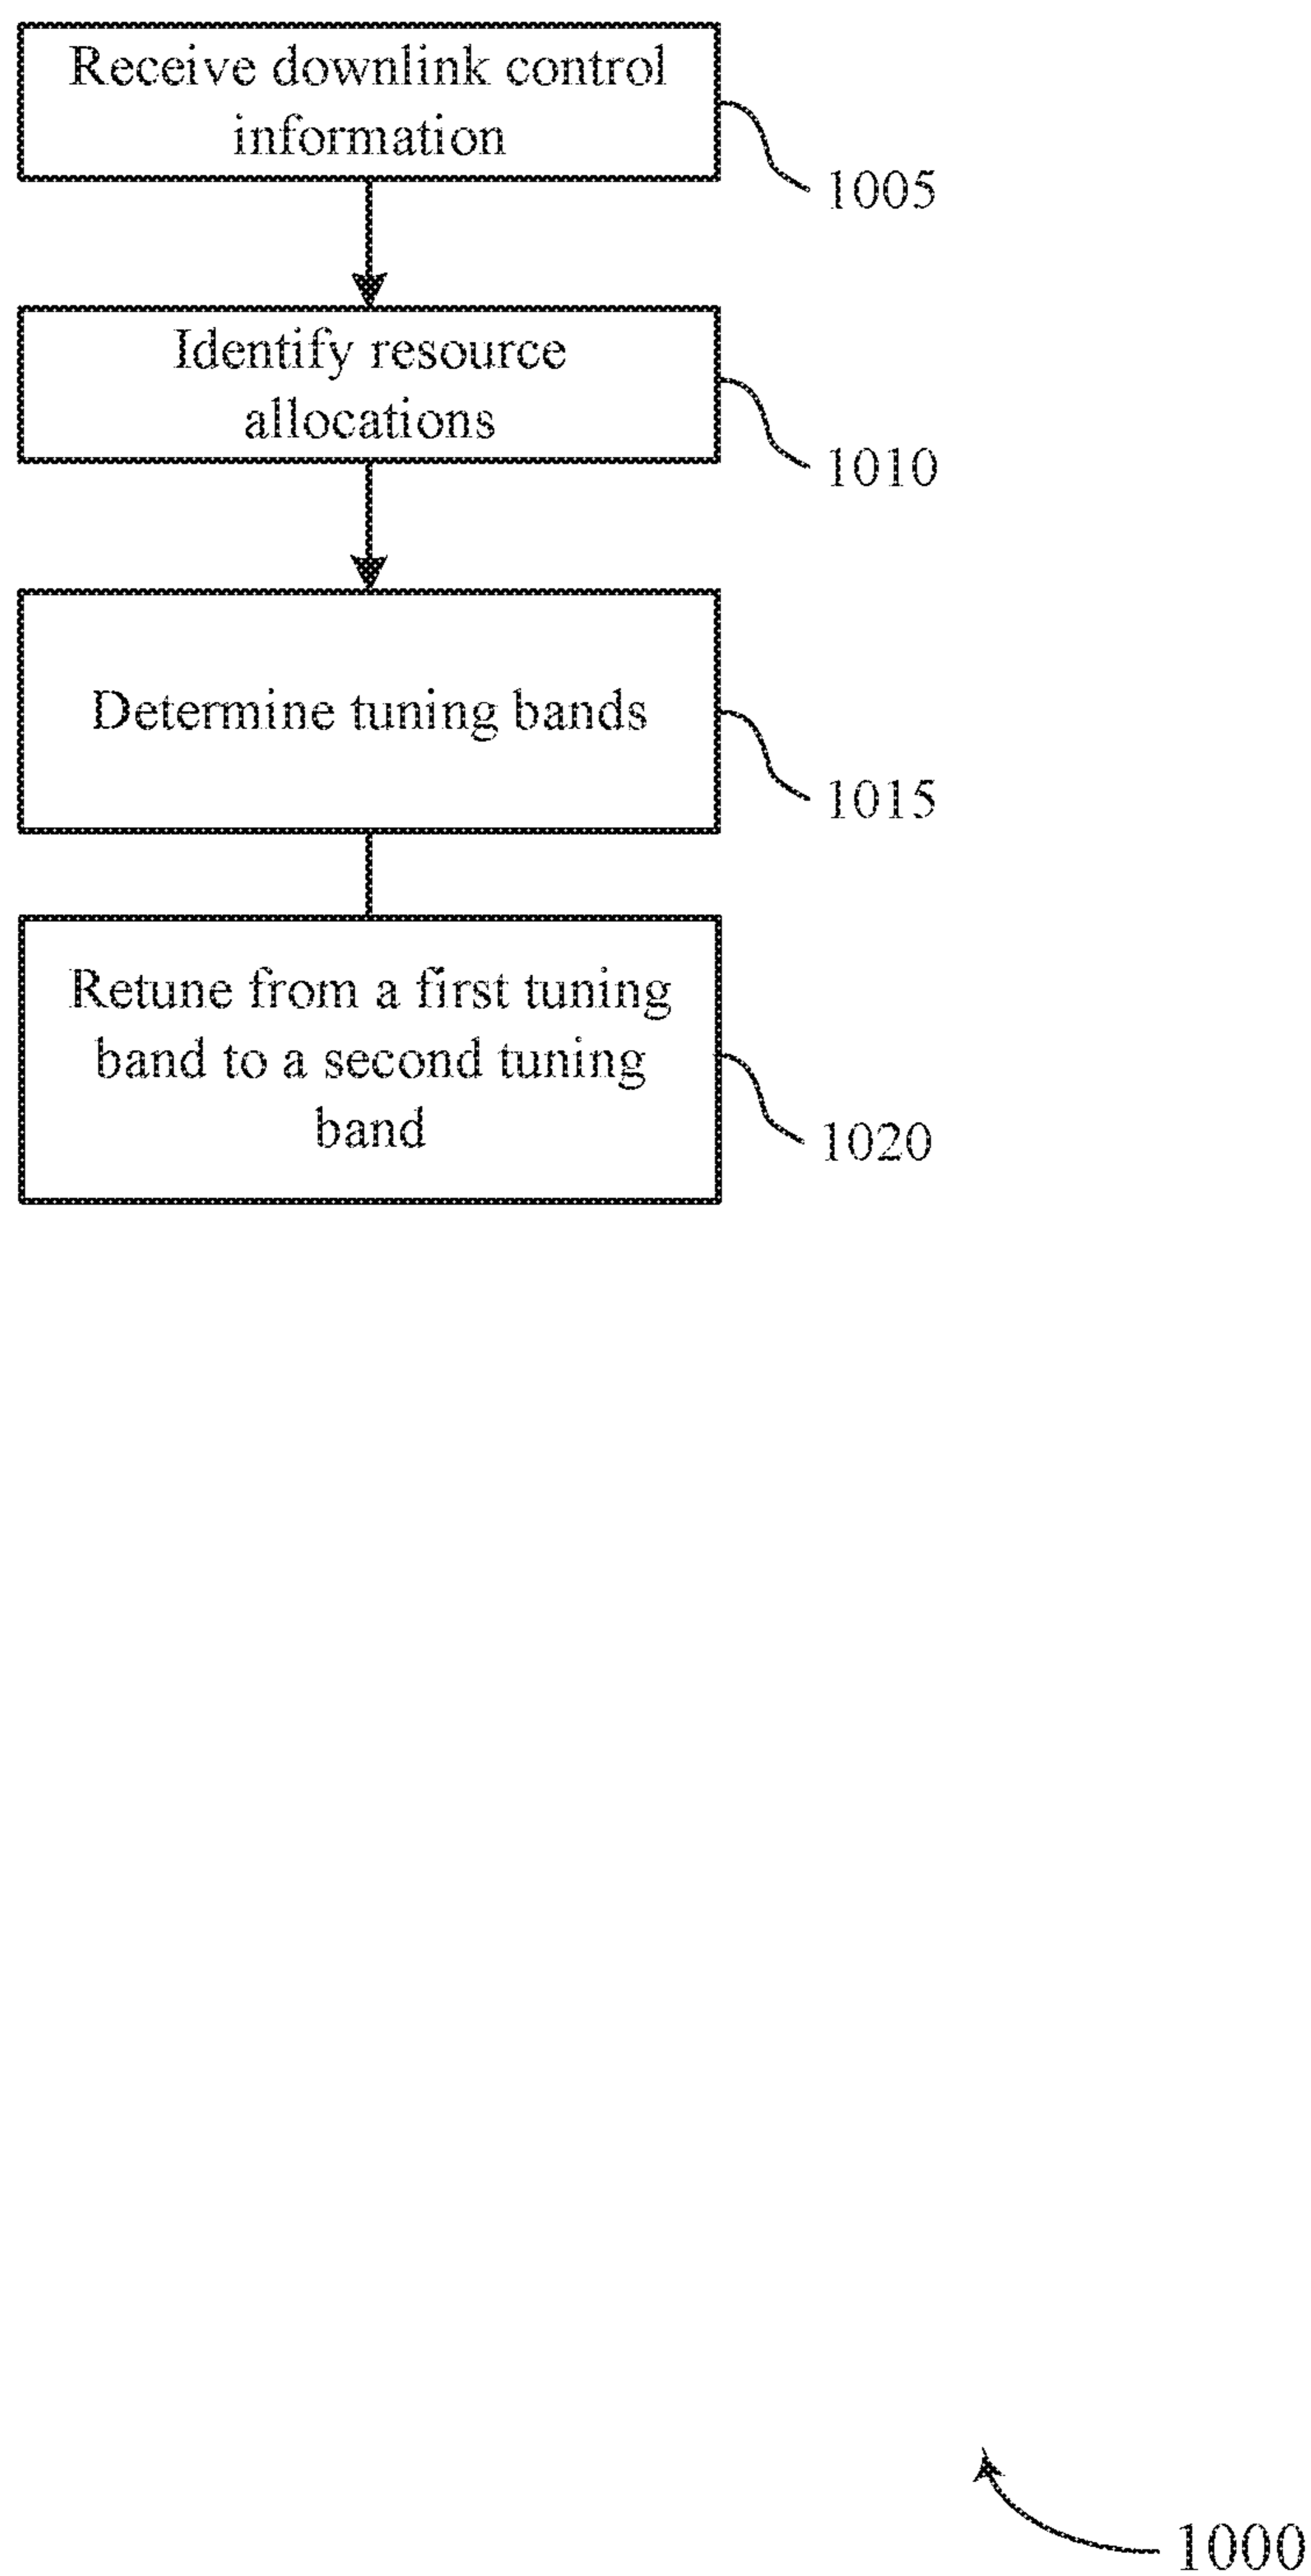 Receive downlink control
information
1005
Identify resource
allocations
1010
Determine tuning bands
1015
Retune from a first tuning
band to a second tuning
band
1020
1000